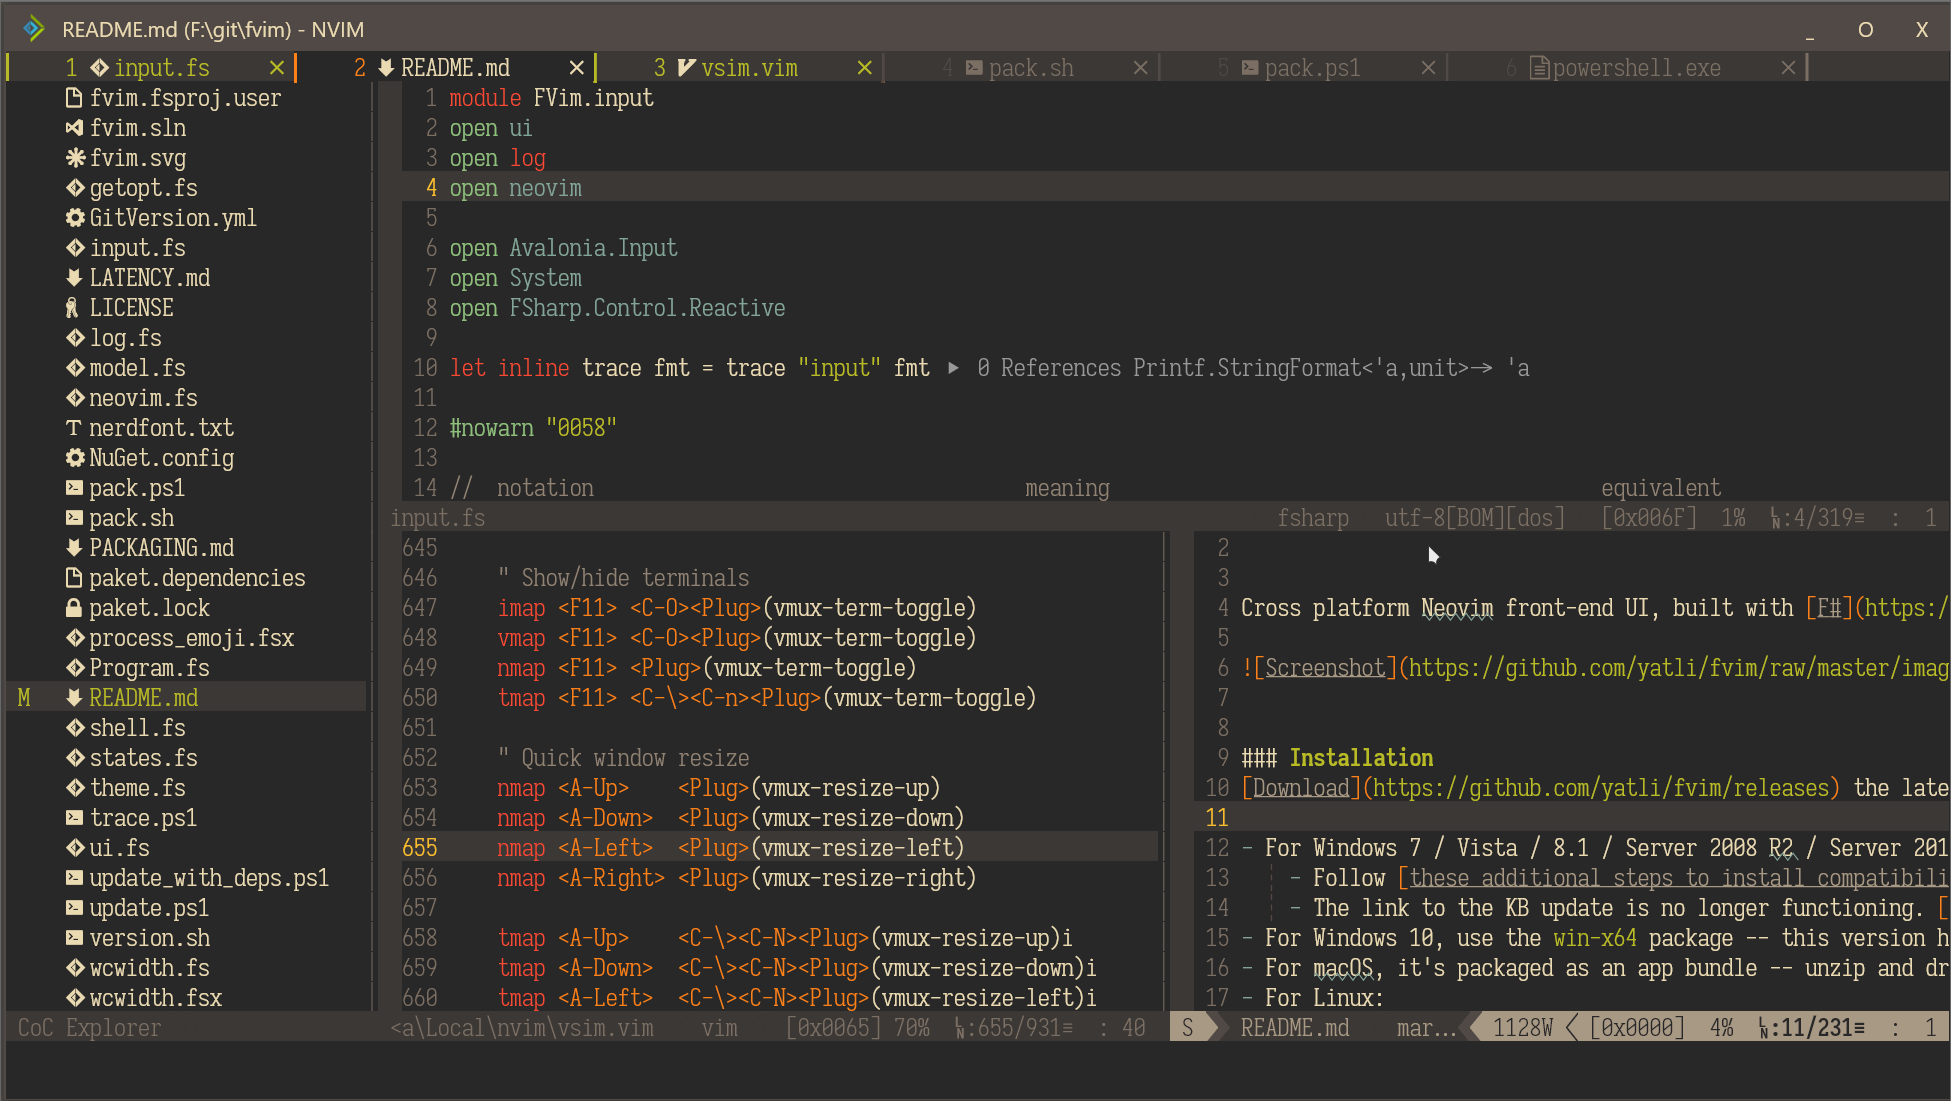 README.md (F:\git\fvim) - NVIM
1 input.fs
2 README.md
3 vsim.vim
4 pack.sh
5 pack.ps1
6 powershell.exe
fvim.fsproj.user
fvim.sln
fvim.svg
getopt.fs
GitVersion.yml
input.fs
LATENCY.md
LICENSE
log.fs
model.fs
neovim.fs
nerdfont.txt
NuGet.config
pack.ps1
pack.sh
PACKAGING.md
paket.dependencies
paket.lock
process_emoji.fsx
Program.fs
M README.md
shell.fs
states.fs
theme.fs
trace.ps1
ui.fs
update_with_deps.ps1
update.ps1
version.sh
wcwidth.fs
wcwidth.fsx
CoC Explorer
1 module FVim.input
2 open ui
3 open log
4 open neovim
5
6 open Avalonia.Input
7 open System
8 open FSharp.Control.Reactive
9
10 let inline trace fmt = trace "input" fmt ▶ 0 References Printf.StringFormat<'a,unit>→ 'a
11
12 #nowarn "0058"
13
14 // notation meaning equivalent
input.fs fsharp utf-8[BOM][dos] [0x006F] 1% LN:4/319≡ : 1
645
646 " Show/hide terminals
647 imap <F11> <C-O><Plug>(vmux-term-toggle)
648 vmap <F11> <C-O><Plug>(vmux-term-toggle)
649 nmap <F11> <Plug>(vmux-term-toggle)
650 tmap <F11> <C-\><C-n><Plug>(vmux-term-toggle)
651
652 " Quick window resize
653 nmap <A-Up> <Plug>(vmux-resize-up)
654 nmap <A-Down> <Plug>(vmux-resize-down)
655 nmap <A-Left> <Plug>(vmux-resize-left)
656 nmap <A-Right> <Plug>(vmux-resize-right)
657
658 tmap <A-Up> <C-\><C-N><Plug>(vmux-resize-up)i
659 tmap <A-Down> <C-\><C-N><Plug>(vmux-resize-down)i
660 tmap <A-Left> <C-\><C-N><Plug>(vmux-resize-left)i
<a\Local\nvim\vsim.vim vim [0x0065] 70% LN:655/931≡ : 40
2
3
4 Cross platform Neovim front-end UI, built with [F#](https:/
5
6 ![Screenshot](https://github.com/yatli/fvim/raw/master/imag
7
8
9 ### Installation
10 [Download](https://github.com/yatli/fvim/releases) the late
11
12 - For Windows 7 / Vista / 8.1 / Server 2008 R2 / Server 201
13 - Follow [these additional steps to install compatibili
14 - The link to the KB update is no longer functioning. [
15 - For Windows 10, use the win-x64 package -- this version h
16 - For macOS, it's packaged as an app bundle -- unzip and dr
17 - For Linux:
S README.md mar... 1128W [0x0000] 4% LN:11/231≡ : 1